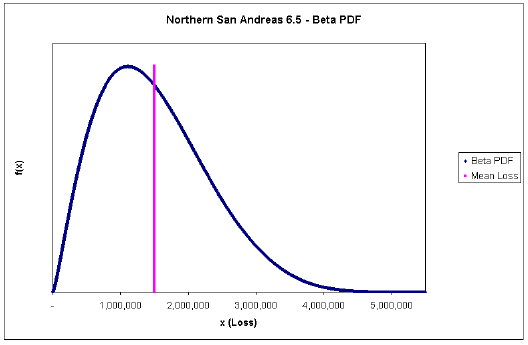 Northern San Andreas 6.5 - Beta PDF
f(x)
Beta PDF
Mean Loss
- 1,000,000 2,000,000 3,000,000 4,000,000 5,000,000
x (Loss)